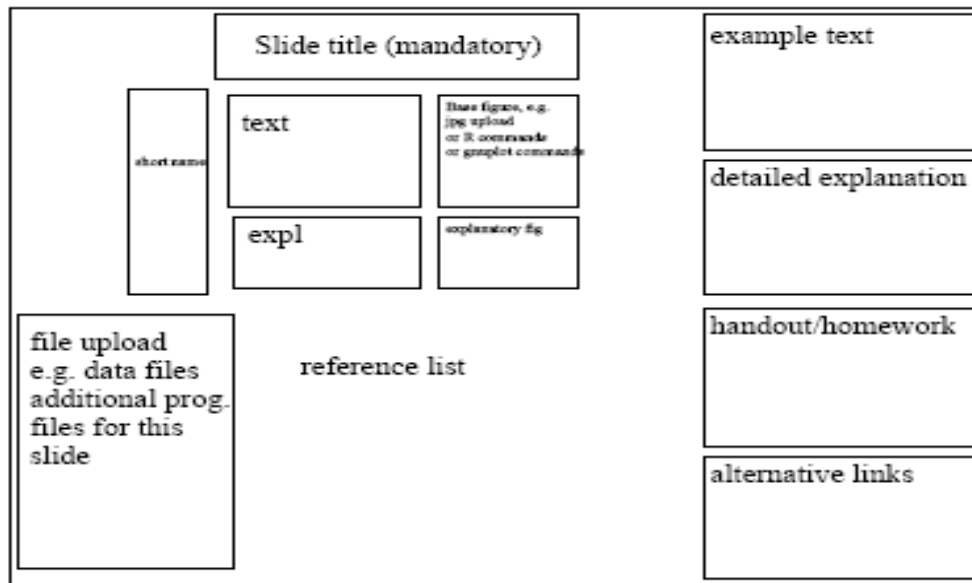 Slide title (mandatory)
short name
text
Base figure, e.g.
jpg upload
or R commands
or gnuplot commands
expl
explanatory fig
file upload
e.g. data files
additional prog.
files for this
slide
reference list
example text
detailed explanation
handout/homework
alternative links